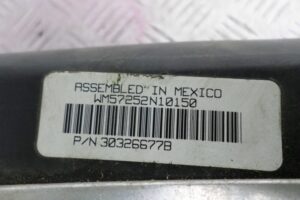 ASSEMBLED IN MEXICO
WM57252N10150
P/N 30326677B